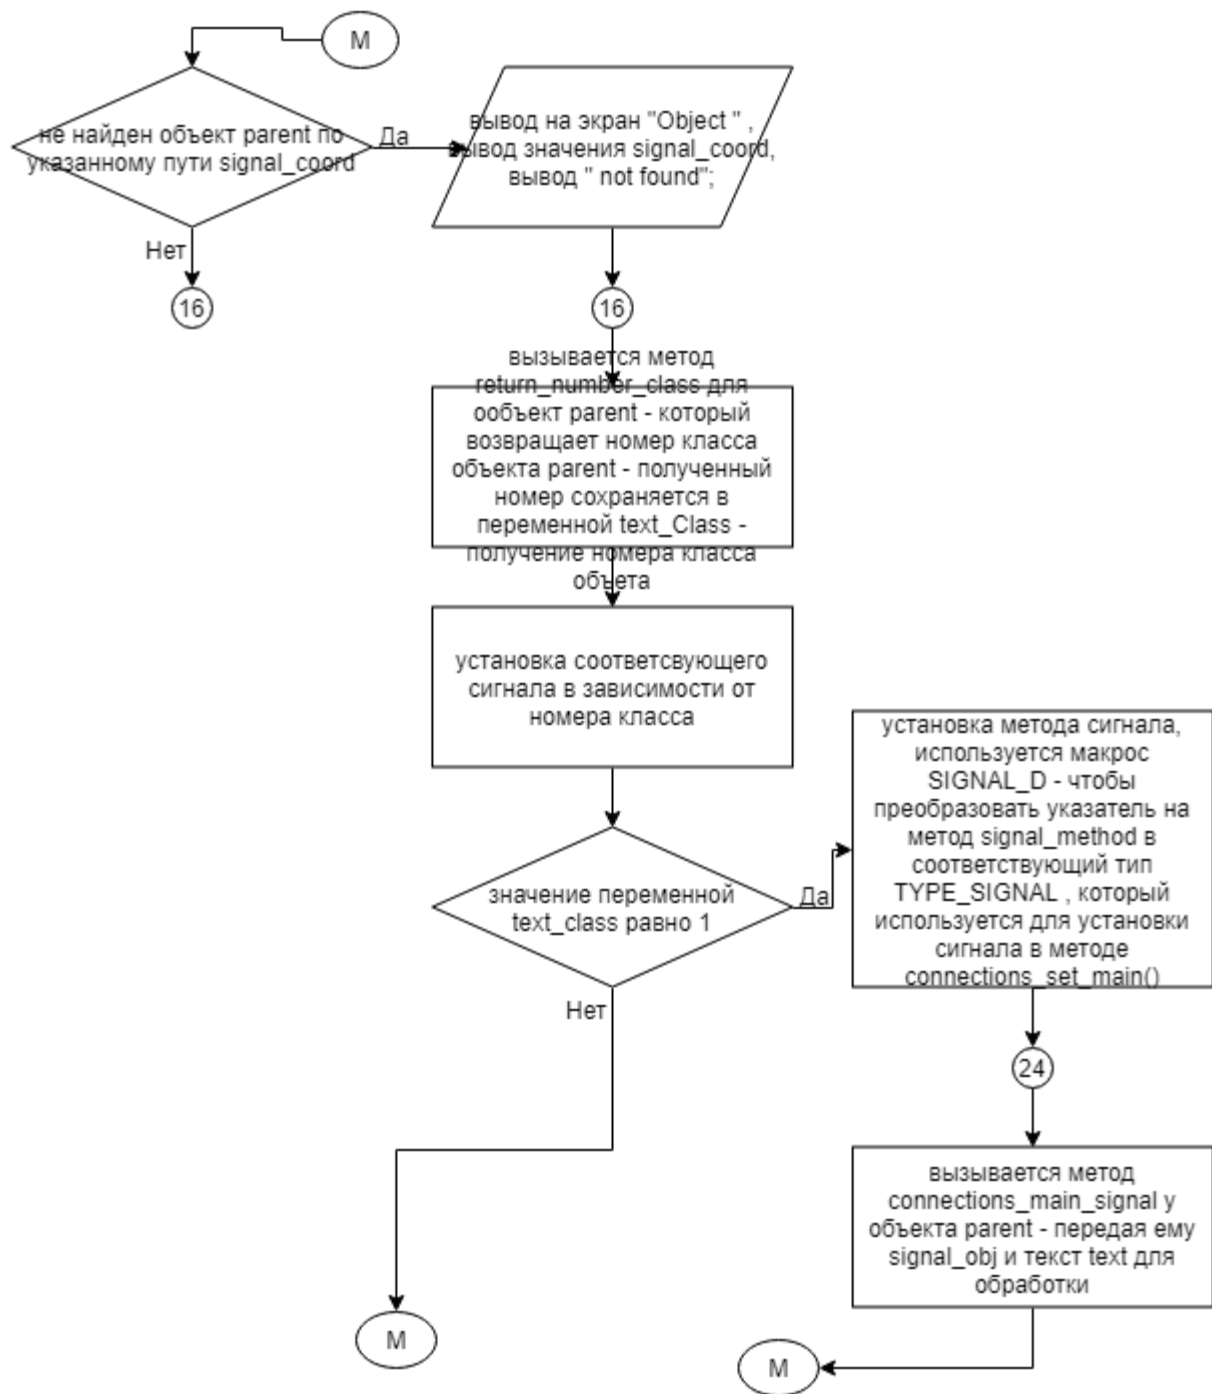 М
не найден объект parent по
указанному пути signal_coord
Да
вывод на экран "Object " ,
вывод значения signal_coord,
вывод " not found";
Нет
16
16
вызывается метод
return_number_class для
ообъект parent - который
возвращает номер класса
объекта parent - полученный
номер сохраняется в
переменной text_Class -
получение номера класса
объета
установка соответсвующего
сигнала в зависимости от
номера класса
значение переменной
text_class равно 1
Да
установка метода сигнала,
используется макрос
SIGNAL_D - чтобы
преобразовать указатель на
метод signal_method в
соответствующий тип
TYPE_SIGNAL , который
используется для установки
сигнала в методе
connections_set_main()
Нет
24
вызывается метод
connections_main_signal у
объекта parent - передая ему
signal_obj и текст text для
обработки
М
М